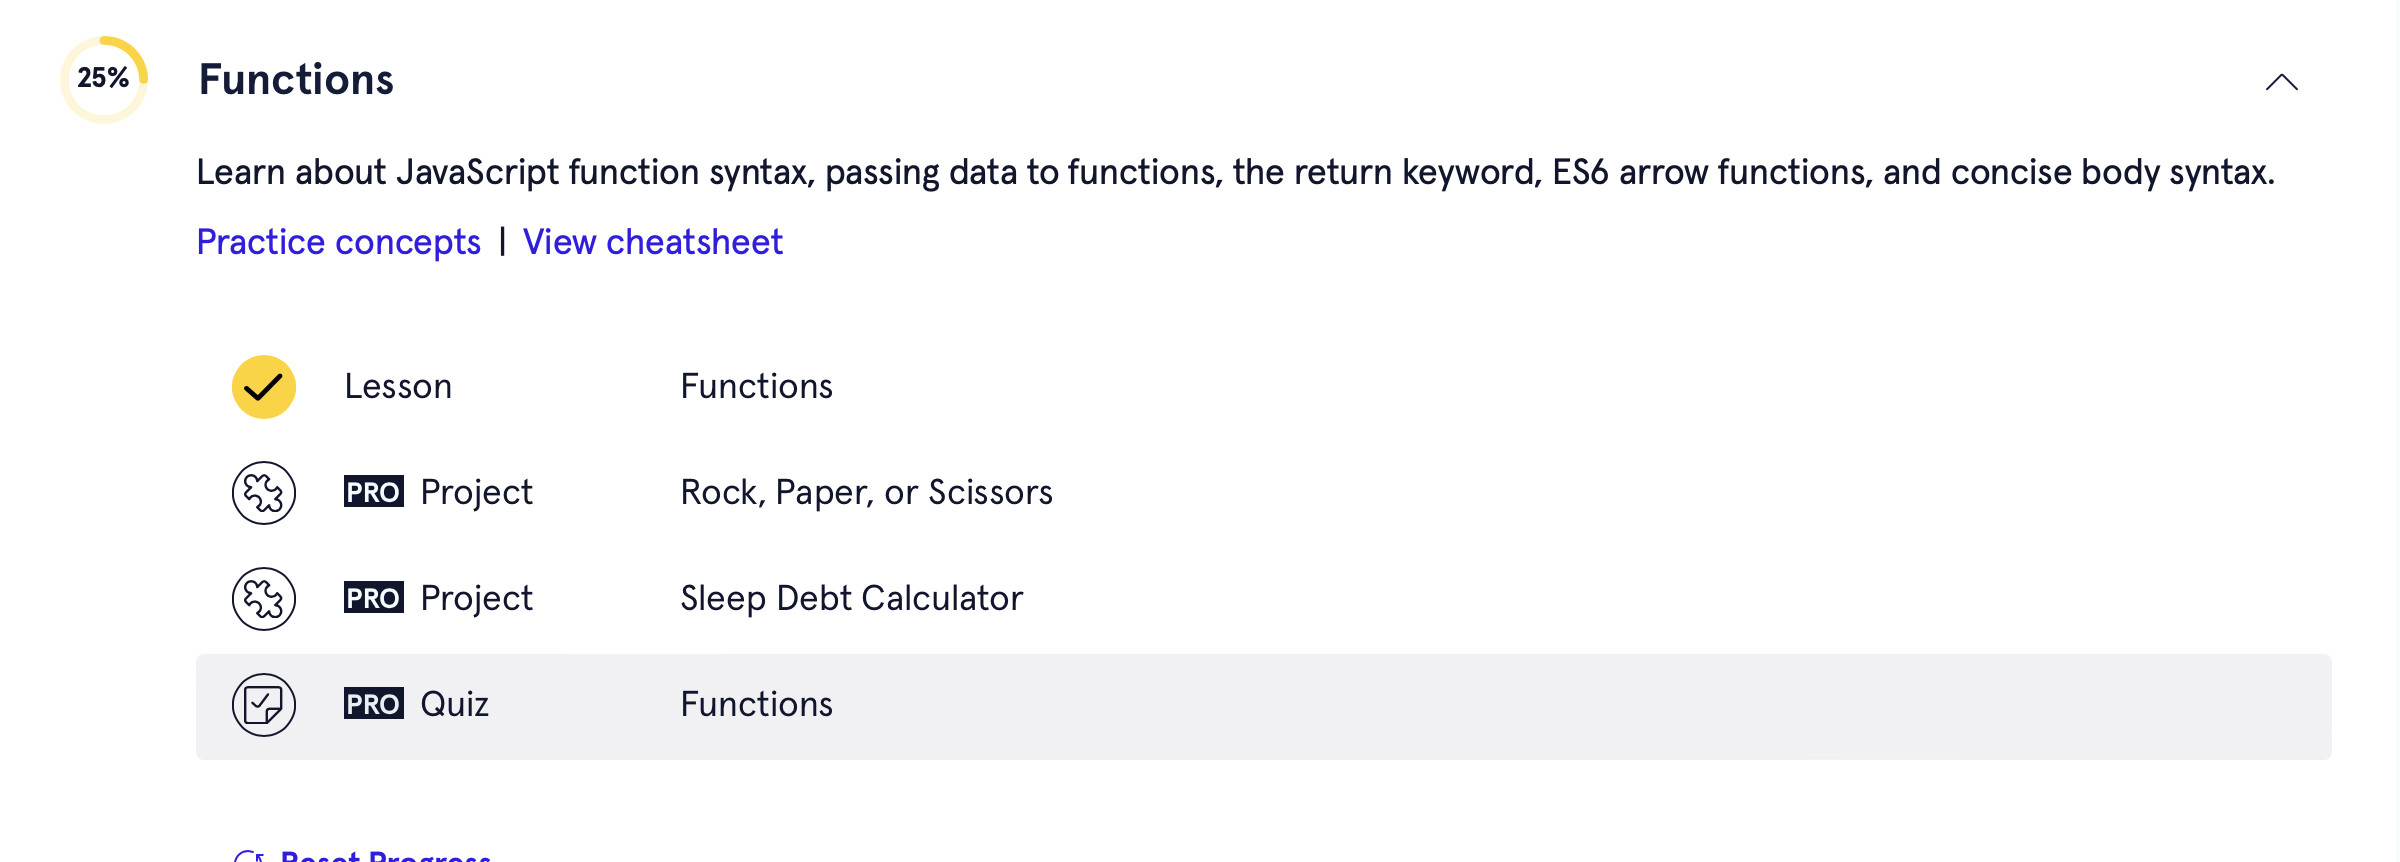 25%
Functions
Learn about JavaScript function syntax, passing data to functions, the return keyword, ES6 arrow functions, and concise body syntax.
Practice concepts | View cheatsheet
Lesson Functions
PRO Project Rock, Paper, or Scissors
PRO Project Sleep Debt Calculator
PRO Quiz Functions
Reset Progress